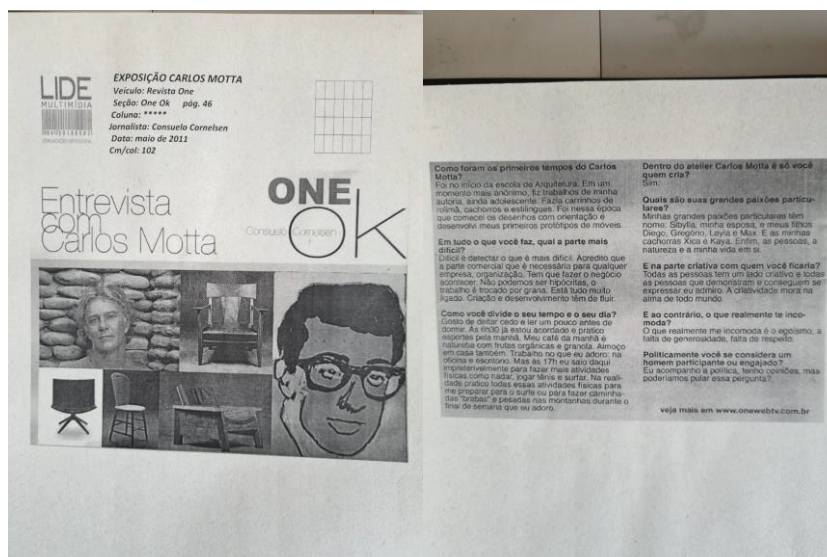 LIDE
MULTIMÍDIA
EXPOSIÇÃO CARLOS MOTTA
Veículo: Revista One
Seção: One Ok pág. 46
Coluna: *****
Jornalista: Consuelo Cornelsen
Data: maio de 2011
Cm/col: 102
Entrevista
com
Carlos Motta
ONE
Ok
Consuelo Cornelsen
Como foram os primeiros tempos do Carlos
Motta?
Foi no início da escola de Arquitetura. Em um
momento mais anônimo, fiz trabalhos de minha
autoria, ainda adolescente. Fazia carrinhos de
rolimã, cachorros e estilingues. Foi nessa época
que comecei os desenhos com orientação e
desenvolvi meus primeiros protótipos de móveis.
Em tudo o que você faz, qual a parte mais
difícil?
Difícil é detectar o que é mais difícil. Acredito que
a parte comercial que é necessária para qualquer
empresa, organização. Tem que fazer o negócio
acontecer. Não podemos ser hipócritas, o
trabalho é trocado por grana. Está tudo muito
ligado. Criação e desenvolvimento têm de fluir.
Como você divide o seu tempo e o seu dia?
Gosto de deitar cedo e ler um pouco antes de
dormir. Às 6h30 já estou acordado e pratico
esportes pela manhã. Meu café da manhã é
naturéba com frutas orgânicas e granola. Almoço
em casa também. Trabalho no que eu adoro: na
oficina e escritório. Mas às 17h eu saio daqui
impreterivelmente para fazer mais atividades
físicas como nadar, jogar tênis e surfar. Na reali-
dade pratico todas essas atividades físicas para
me preparar para o surfe ou para fazer caminha-
das "brabas" e pesadas nas montanhas durante o
final de semana que eu adoro.
Dentro do atelier Carlos Motta é só você
quem cria?
Sim.
Quais são suas grandes paixões particu-
lares?
Minhas grandes paixões particulares têm
nome: Sibylla, minha esposa, e meus filhos
Diego, Gregório, Layla e Max. E as minhas
cachorras Xica e Kaya. Enfim, as pessoas, a
natureza e a minha vida em si.
E na parte criativa com quem você ficaria?
Todas as pessoas tem um lado criativo e todas
as pessoas que demonstram e conseguem se
expressar eu admiro. A criatividade mora na
alma de todo mundo.
E ao contrário, o que realmente te inco-
moda?
O que realmente me incomoda é o egoísmo, a
falta de generosidade, falta de respeito.
Politicamente você se considera um
homem participante ou engajado?
Eu acompanho a política, tenho opiniões, mas
poderíamos pular essa pergunta?
veja mais em www.onewebtv.com.br